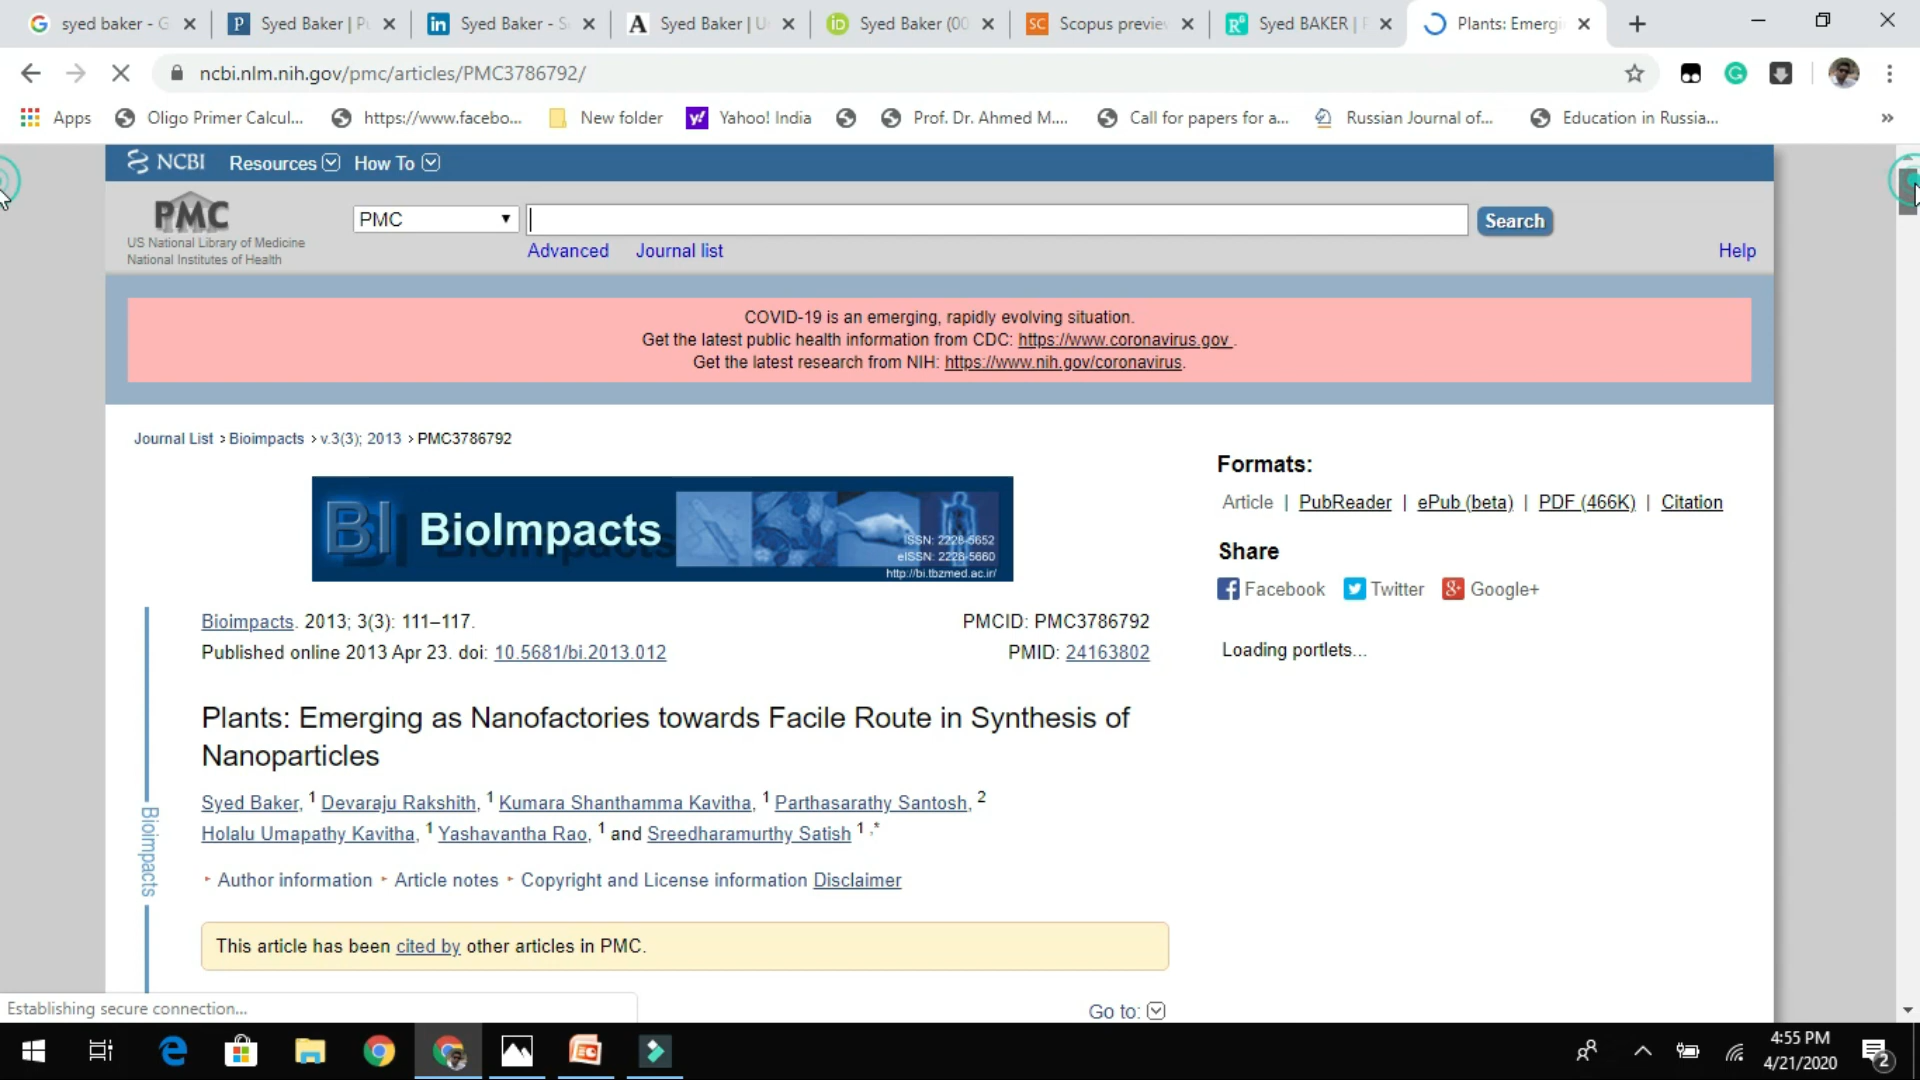 syed baker - G
Syed Baker | P
Syed Baker - S
Syed Baker | U
Syed Baker (00
Scopus preview
Syed BAKER |
Plants: Emergi
ncbi.nlm.nih.gov/pmc/articles/PMC3786792/
Apps
Oligo Primer Calcul...
https://www.facebo...
New folder
Yahoo! India
Prof. Dr. Ahmed M....
Call for papers for a...
Russian Journal of...
Education in Russia...
»
NCBI Resources How To
PMC
US National Library of Medicine
National Institutes of Health
PMC
Search
Advanced Journal list
Help
COVID-19 is an emerging, rapidly evolving situation.
Get the latest public health information from CDC: https://www.coronavirus.gov .
Get the latest research from NIH: https://www.nih.gov/coronavirus.
Journal List > Bioimpacts > v.3(3); 2013 > PMC3786792
BI BioImpacts
ISSN: 2228-5652
eISSN: 2228-5660
http://bi.tbzmed.ac.ir/
Formats:
Article | PubReader | ePub (beta) | PDF (466K) | Citation
Share
Facebook Twitter Google+
Loading portlets...
Bioimpacts
Bioimpacts. 2013; 3(3): 111–117.
Published online 2013 Apr 23. doi: 10.5681/bi.2013.012
PMCID: PMC3786792
PMID: 24163802
Plants: Emerging as Nanofactories towards Facile Route in Synthesis of
Nanoparticles
Syed Baker, 1 Devaraju Rakshith, 1 Kumara Shanthamma Kavitha, 1 Parthasarathy Santosh, 2
Holalu Umapathy Kavitha, 1 Yashavantha Rao, 1 and Sreedharamurthy Satish 1 ,*
Author information Article notes Copyright and License information Disclaimer
This article has been cited by other articles in PMC.
Go to:
Establishing secure connection...
4:55 PM
4/21/2020
2